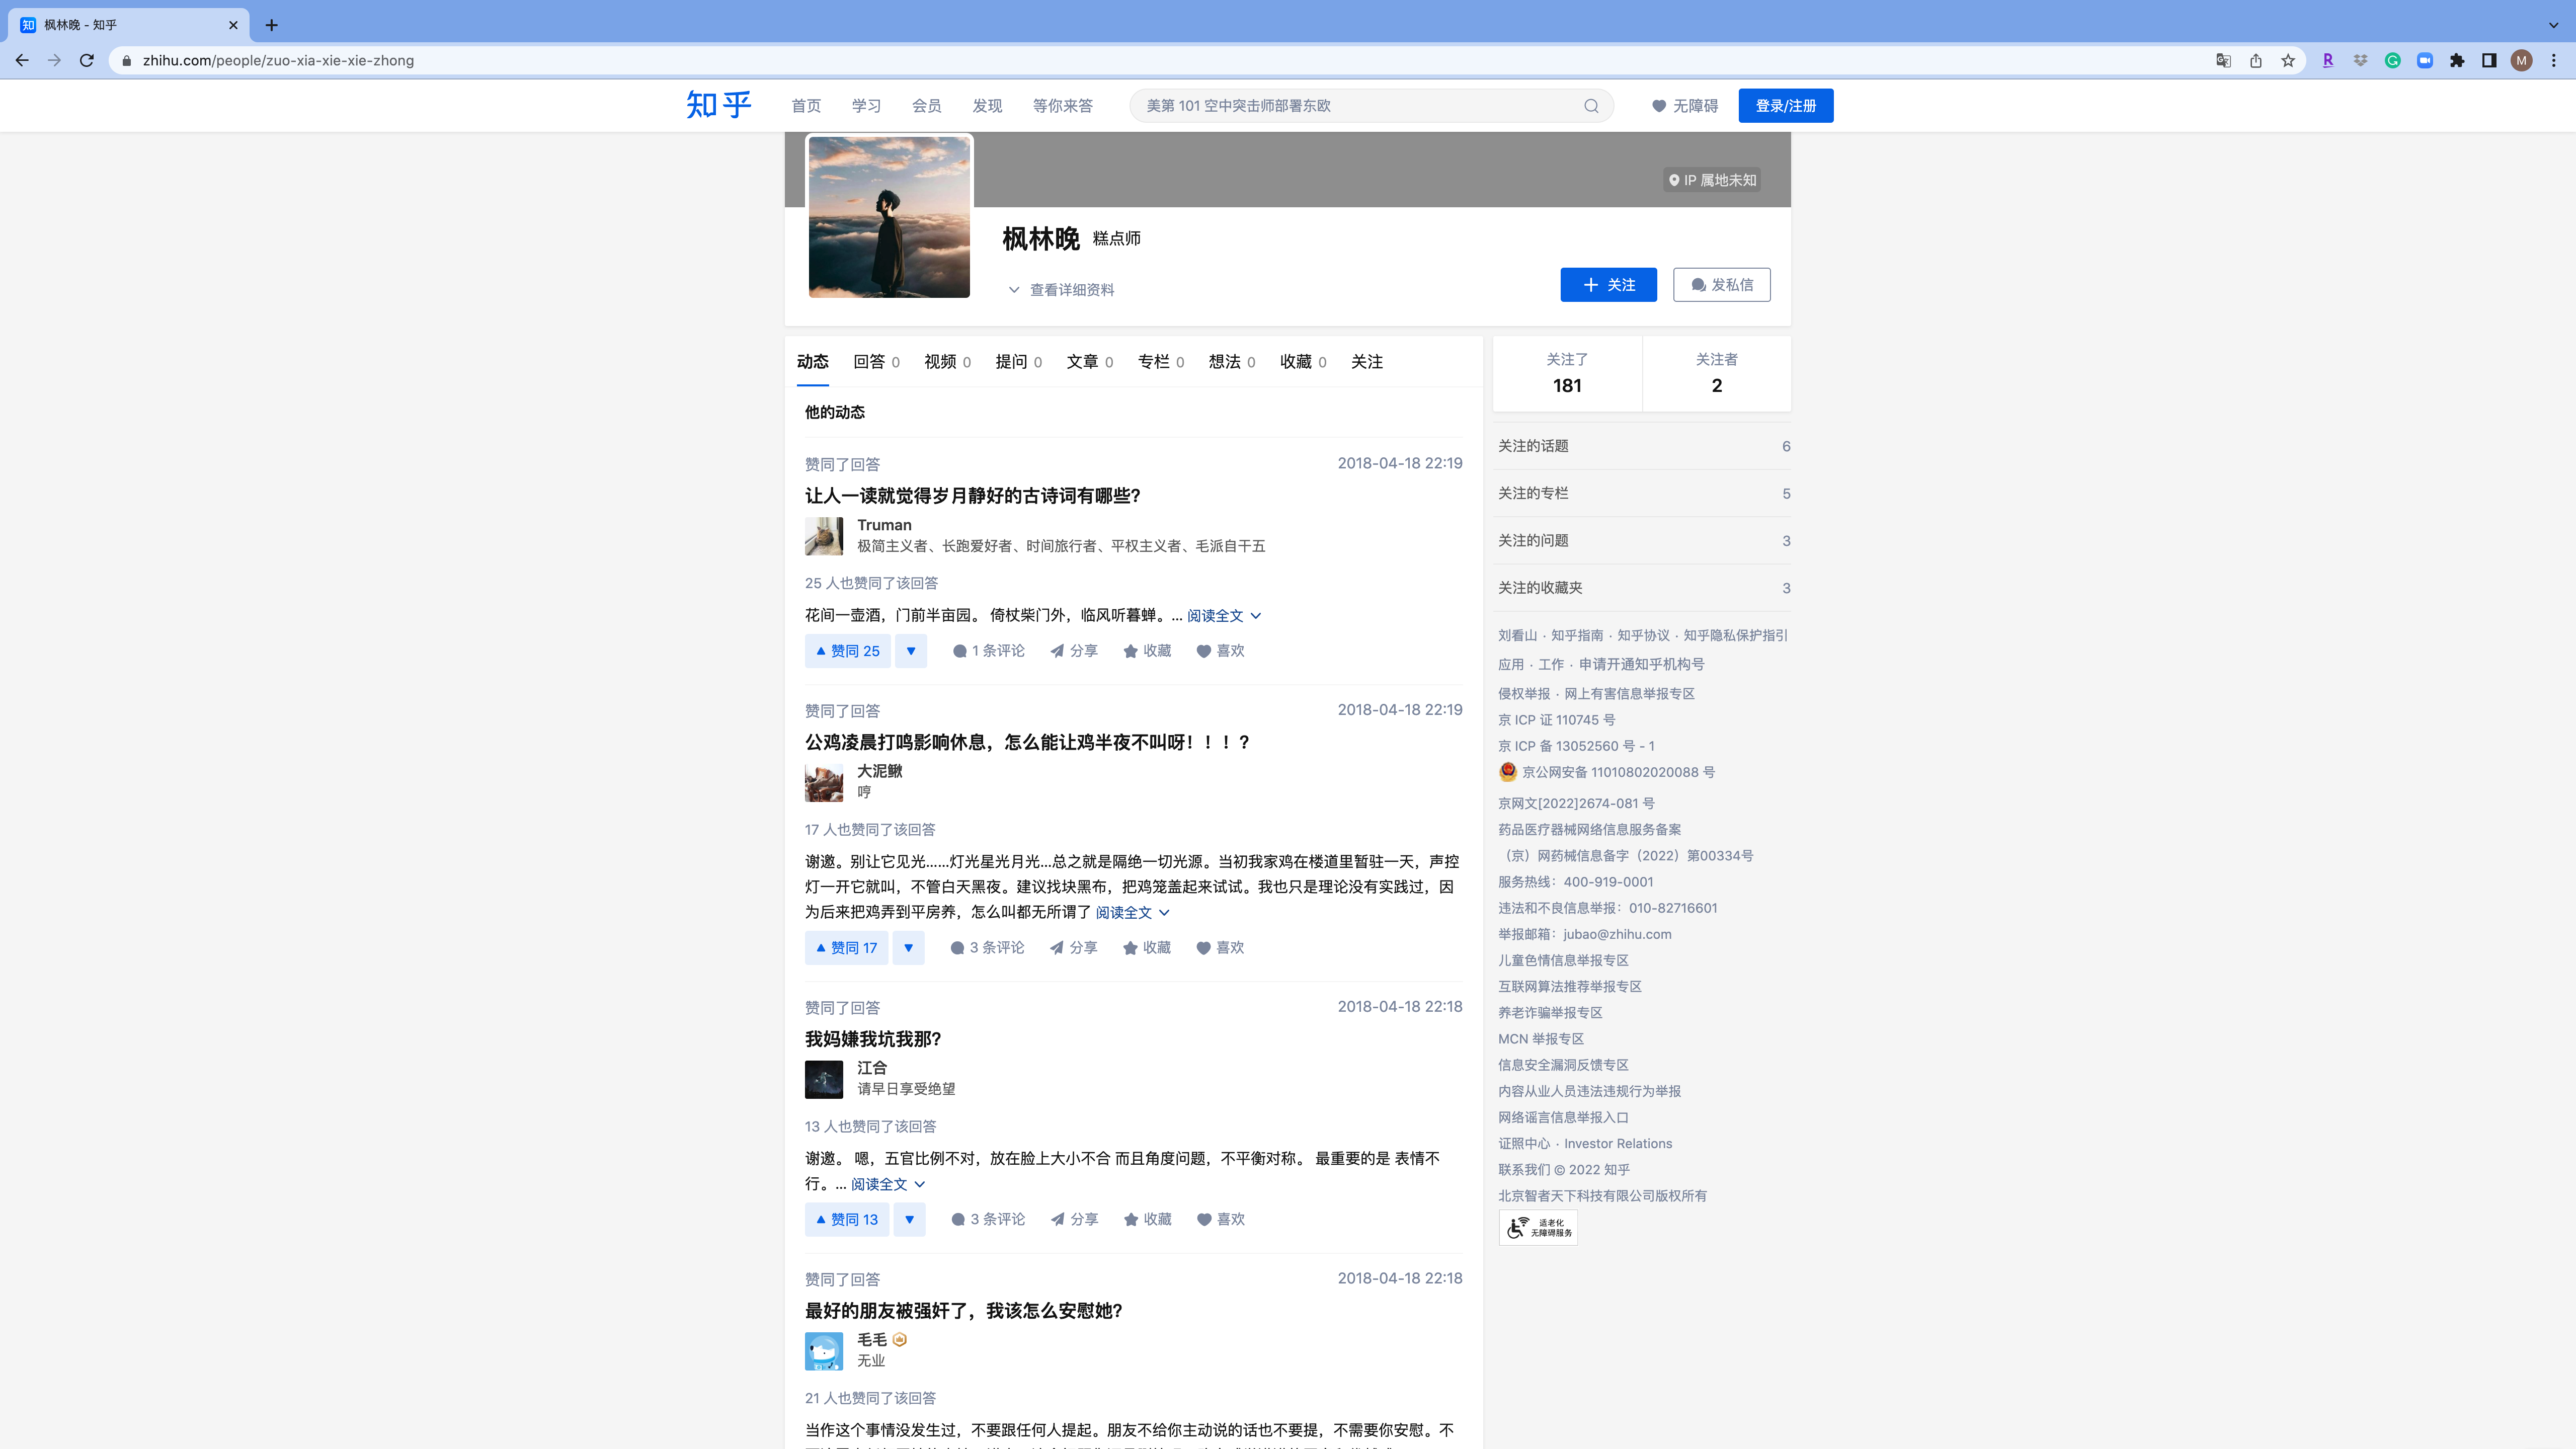 枫林晚 - 知乎
zhihu.com/people/zuo-xia-xie-xie-zhong
知乎
首页
学习
会员
发现
等你来答
美第 101 空中突击师部署东欧
无障碍
登录/注册
IP 属地未知
枫林晚 糕点师
查看详细资料
关注
发私信
动态
回答 0
视频 0
提问 0
文章 0
专栏 0
想法 0
收藏 0
关注
他的动态
赞同了回答 2018-04-18 22:19
让人一读就觉得岁月静好的古诗词有哪些?
Truman
极简主义者、长跑爱好者、时间旅行者、平权主义者、毛派自干五
25 人也赞同了该回答
花间一壶酒，门前半亩园。 倚杖柴门外，临风听暮蝉。... 阅读全文
赞同 25 1 条评论 分享 收藏 喜欢
赞同了回答 2018-04-18 22:19
公鸡凌晨打鸣影响休息，怎么能让鸡半夜不叫呀！！！?
大泥鳅
哼
17 人也赞同了该回答
谢邀。别让它见光……灯光星光月光…总之就是隔绝一切光源。当初我家鸡在楼道里暂驻一天，声控
灯一开它就叫，不管白天黑夜。建议找块黑布，把鸡笼盖起来试试。我也只是理论没有实践过，因
为后来把鸡弄到平房养，怎么叫都无所谓了 阅读全文
赞同 17 3 条评论 分享 收藏 喜欢
赞同了回答 2018-04-18 22:18
我妈嫌我坑我那?
江合
请早日享受绝望
13 人也赞同了该回答
谢邀。 嗯，五官比例不对，放在脸上大小不合 而且角度问题，不平衡对称。 最重要的是 表情不
行。... 阅读全文
赞同 13 3 条评论 分享 收藏 喜欢
赞同了回答 2018-04-18 22:18
最好的朋友被强奸了，我该怎么安慰她?
毛毛
无业
21 人也赞同了该回答
当作这个事情没发生过，不要跟任何人提起。朋友不给你主动说的话也不要提，不需要你安慰。不
关注了
181
关注者
2
关注的话题 6
关注的专栏 5
关注的问题 3
关注的收藏夹 3
刘看山 · 知乎指南 · 知乎协议 · 知乎隐私保护指引
应用 · 工作 · 申请开通知乎机构号
侵权举报 · 网上有害信息举报专区
京 ICP 证 110745 号
京 ICP 备 13052560 号 - 1
京公网安备 11010802020088 号
京网文[2022]2674-081 号
药品医疗器械网络信息服务备案
（京）网药械信息备字（2022）第00334号
服务热线：400-919-0001
违法和不良信息举报：010-82716601
举报邮箱：jubao@zhihu.com
儿童色情信息举报专区
互联网算法推荐举报专区
养老诈骗举报专区
MCN 举报专区
信息安全漏洞反馈专区
内容从业人员违法违规行为举报
网络谣言信息举报入口
证照中心 · Investor Relations
联系我们 © 2022 知乎
北京智者天下科技有限公司版权所有
适老化
无障碍服务